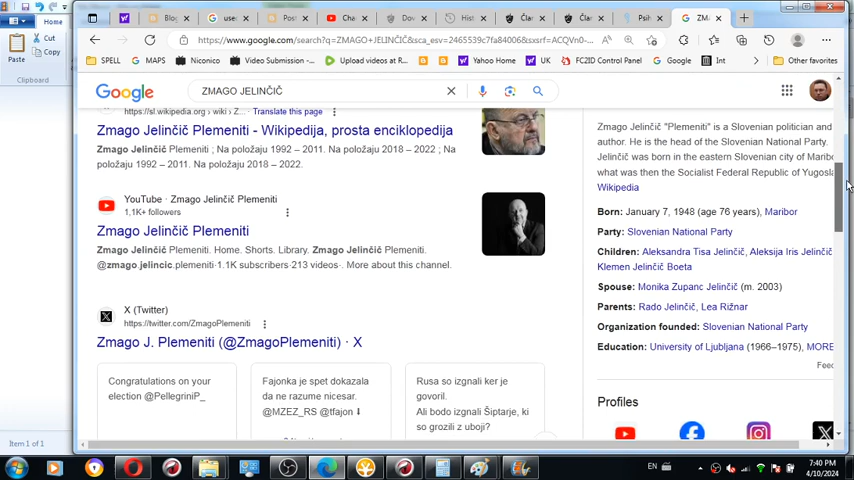 Home
Cut
Copy
Paste
Clipboard
Blog
Post
Cha
Hist
Člar
Člar
Psih
ZMA
https://www.google.com/search?q=ZMAGO+JELINČIČ&sca_esv=2465539c7fa84006&sxsrf=ACQVn0-...
SPELL
MAPS
Niconico
Video Submission -...
Upload videos at R...
Yahoo Home
UK
FC2ID Control Panel
Google
Int
Other favorites
Google
ZMAGO JELINČIČ
https://sl.wikipedia.org › wiki › Z...
· Translate this page
Zmago Jelinčič Plemeniti - Wikipedija, prosta enciklopedija
Zmago Jelinčič Plemeniti ; Na položaju 1992 – 2011. Na položaju 2018 – 2022 ; Na
položaju 1992 – 2011. Na položaju 2018 – 2022.
YouTube · Zmago Jelinčič Plemeniti
1,1K+ followers
Zmago Jelinčič Plemeniti
Zmago Jelinčič Plemeniti. Home. Shorts. Library. Zmago Jelinčič Plemeniti.
@zmago.jelincic.plemeniti·1.1K subscribers·213 videos·. More about this channel.
X (Twitter)
https://twitter.com/ZmagoPlemeniti
Zmago J. Plemeniti (@ZmagoPlemeniti) · X
Congratulations on your
election @PellegriniP_
Fajonka je spet dokazala
da ne razume nicesar.
@MZEZ_RS @tfajon
Rusa so izgnali ker je
govoril.
Ali bodo izgnali Šiptarje, ki
so grozili z uboji?
Zmago Jelinčič "Plemeniti" is a Slovenian politician and
author. He is the head of the Slovenian National Party.
Jelinčič was born in the eastern Slovenian city of Maribo
what was then the Socialist Federal Republic of Yugosla
Wikipedia
Born: January 7, 1948 (age 76 years), Maribor
Party: Slovenian National Party
Children: Aleksandra Tisa Jelinčič, Aleksija Iris Jelinčič
Klemen Jelinčič Boeta
Spouse: Monika Zupanc Jelinčič (m. 2003)
Parents: Rado Jelinčič, Lea Rižnar
Organization founded: Slovenian National Party
Education: University of Ljubljana (1966–1975), MORE
Feed
Profiles
Item 1 of 1
EN
7:40 PM
4/10/2024